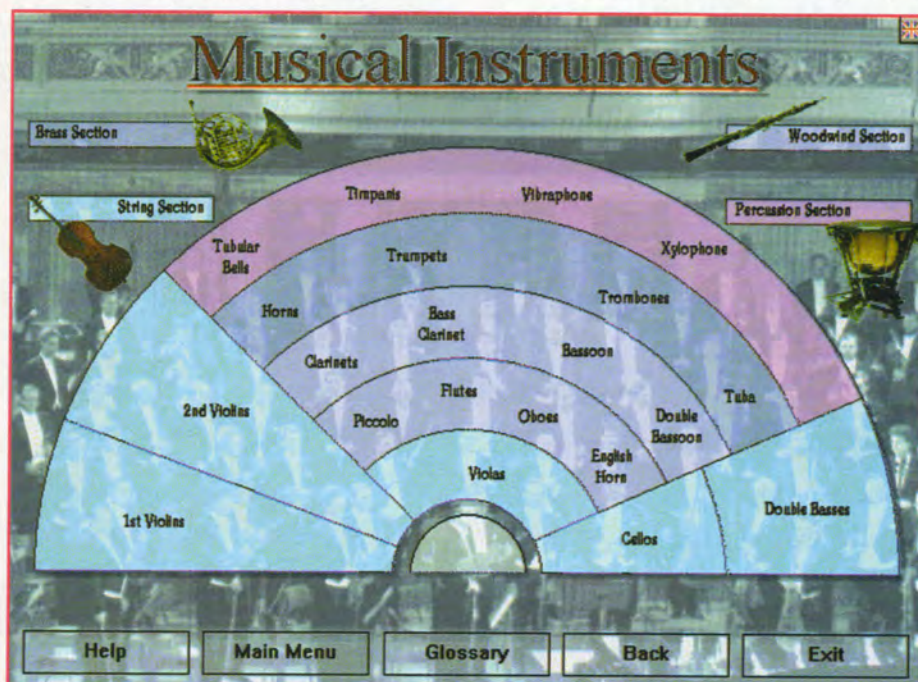 Musical Instruments
Brass Section
Woodwind Section
String Section
Percussion Section
Timpanis
Vibraphone
Tubular
Bells
Xylophone
Trumpets
Horns
Trombones
Tuba
Bass
Clarinet
Clarinets
Bassoon
Double
Bassoon
Flutes
Piccolo
Oboes
English
Horn
2nd Violins
Violas
1st Violins
Cellos
Double Basses
Help
Main Menu
Glossary
Back
Exit